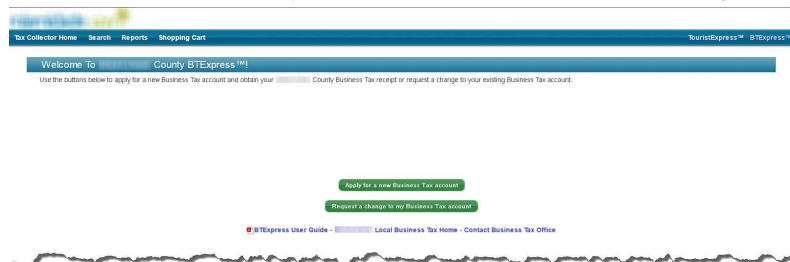 Tax Collector Home Search Reports Shopping Cart TouristExpress™ BTExpress™
Welcome To County BTExpress™!
Use the buttons below to apply for a new Business Tax account and obtain your County Business Tax receipt or request a change to your existing Business Tax account.
Apply for a new Business Tax account
Request a change to my Business Tax account
BTExpress User Guide - Local Business Tax Home - Contact Business Tax Office